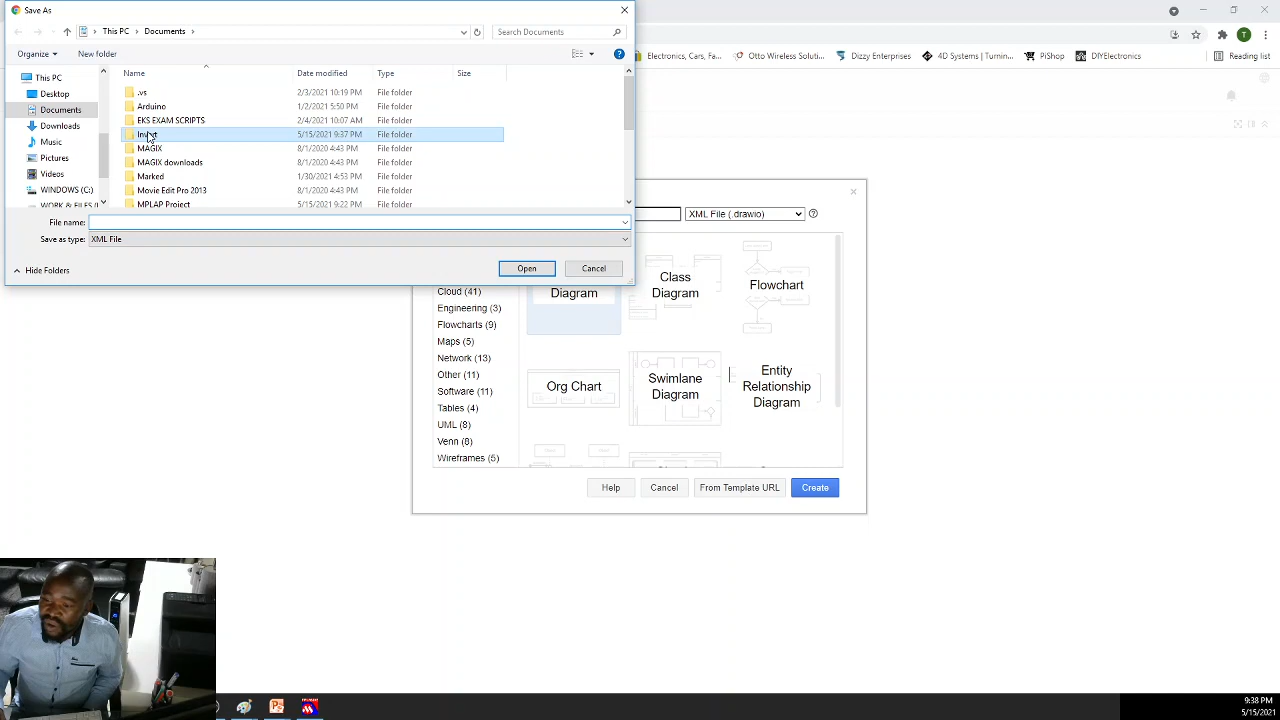 Save As
This PC
Documents
Search Documents
Organize
New folder
Electronics, Cars, Fa...
Otto Wireless Soluti...
Dizzy Enterprises
4D Systems | Turnin...
PiShop
DIYElectronics
Reading list
T
This PC
Desktop
Documents
Downloads
Music
Pictures
Videos
WINDOWS (C:)
WORK & FILES
Name Date modified Type Size
.vs 2/3/2021 10:19 PM File folder
Arduino 1/2/2021 5:50 PM File folder
EKS EXAM SCRIPTS 2/4/2021 10:07 AM File folder
5/15/2021 9:37 PM File folder
MAGIX 8/1/2020 4:43 PM File folder
MAGIX downloads 8/1/2020 4:43 PM File folder
Marked 1/30/2021 4:53 PM File folder
Movie Edit Pro 2013 8/1/2020 4:43 PM File folder
MPLAP Project 5/15/2021 9:22 PM File folder
File name:
Save as type: XML File
Hide Folders
Open
Cancel
XML File (.drawio)
Cloud (41)
Engineering (3)
Flowcharts (9)
Maps (5)
Network (13)
Other (11)
Software (11)
Tables (4)
UML (8)
Venn (8)
Wireframes (5)
Diagram
Class
Diagram
Flowchart
Org Chart
Swimlane
Diagram
Entity
Relationship
Diagram
Help
Cancel
From Template URL
Create
9:38 PM
5/15/2021